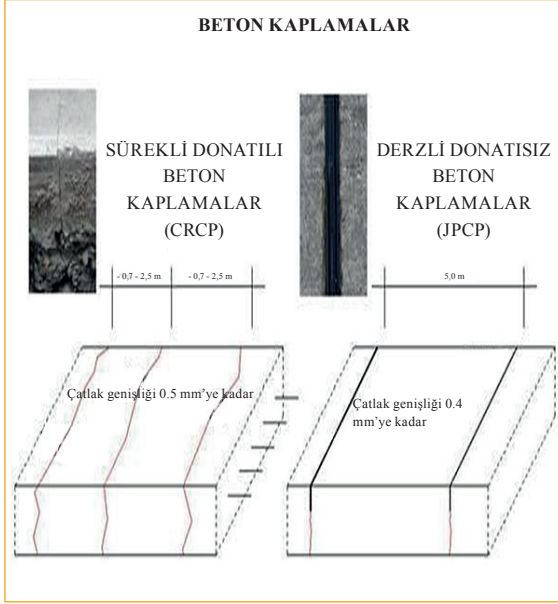 BETON KAPLAMALAR
SÜREKLİ DONATILI
BETON
KAPLAMALAR
(CRCP)
DERZLİ DONATISIZ
BETON
KAPLAMALAR
(JPCP)
~ 0,7 - 2,5 m
~ 0,7 - 2,5 m
5,0 m
Çatlak genişliği 0.5 mm’ye kadar
Çatlak genişliği 0.4
mm’ye kadar